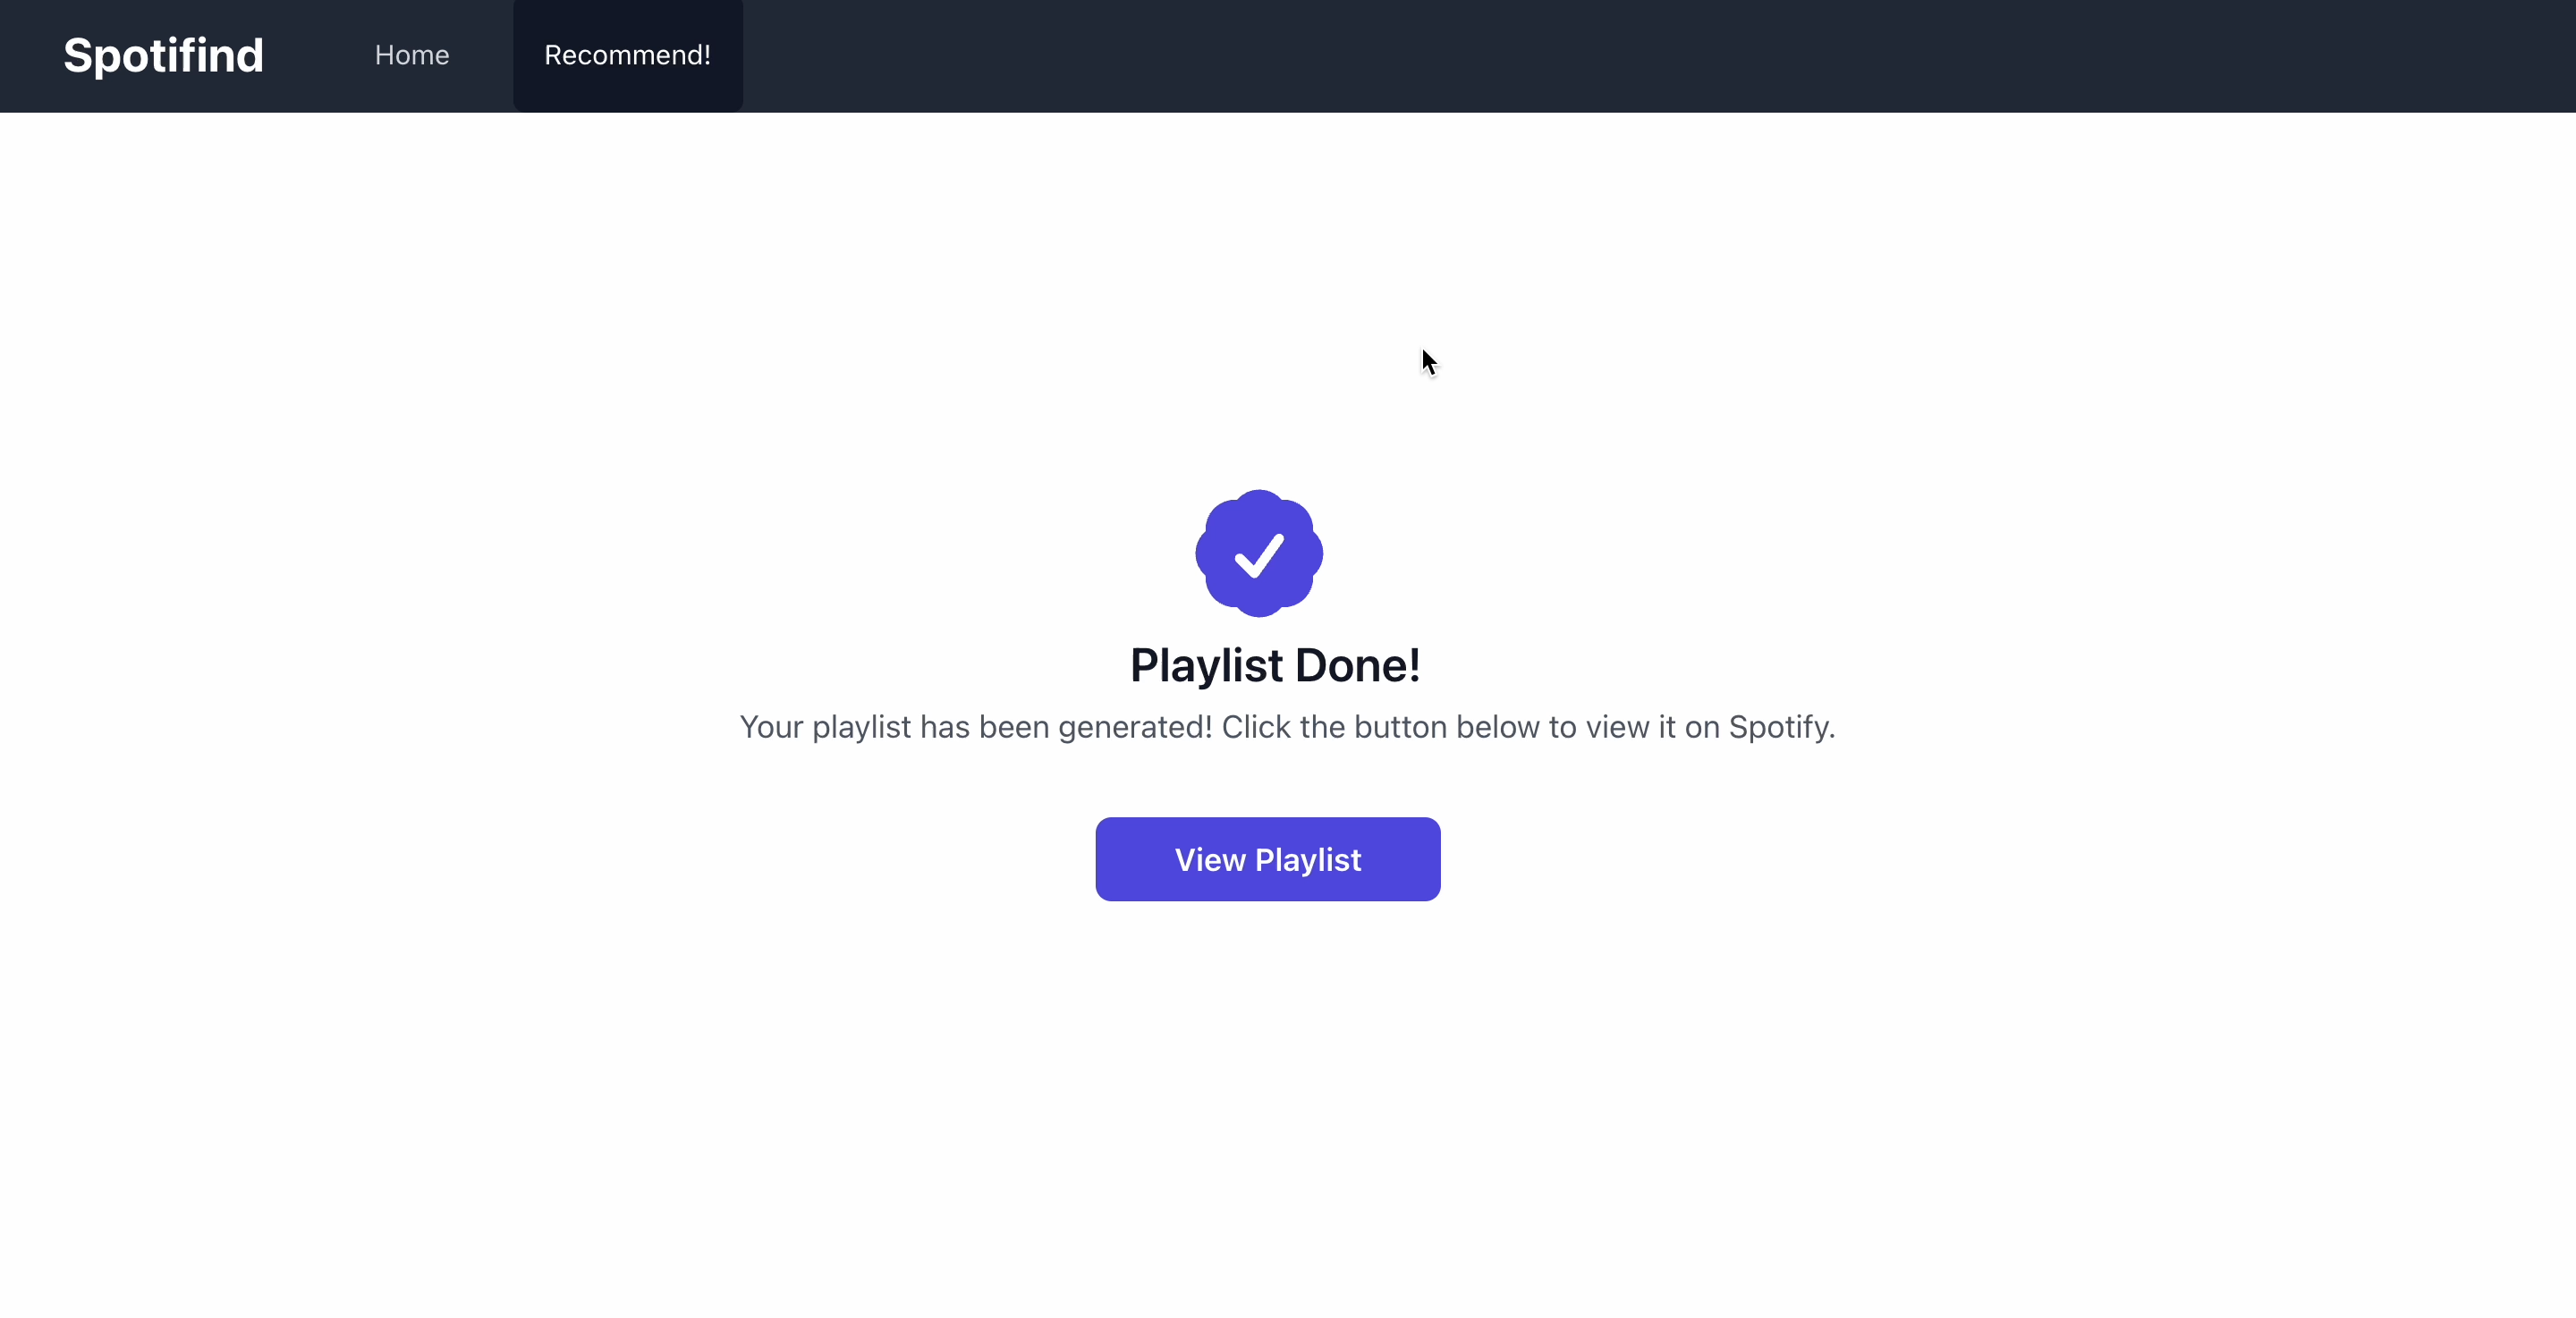 Spotifind Home Recommend!
Playlist Done!
Your playlist has been generated! Click the button below to view it on Spotify.
View Playlist